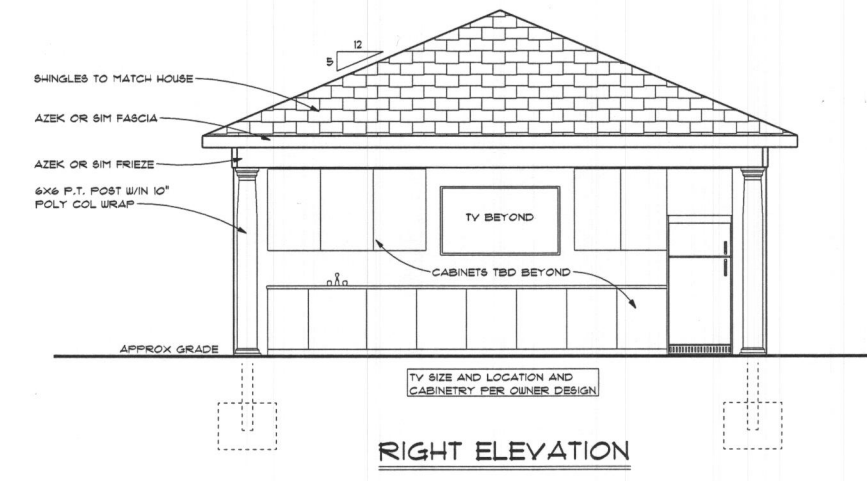 12
5
SHINGLES TO MATCH HOUSE
AZEK OR SIM FASCIA
AZEK OR SIM FRIEZE
6X6 P.T. POST W/IN 10"
POLY COL WRAP
TV BEYOND
CABINETS TBD BEYOND
APPROX GRADE
TV SIZE AND LOCATION AND
CABINETRY PER OWNER DESIGN
RIGHT ELEVATION